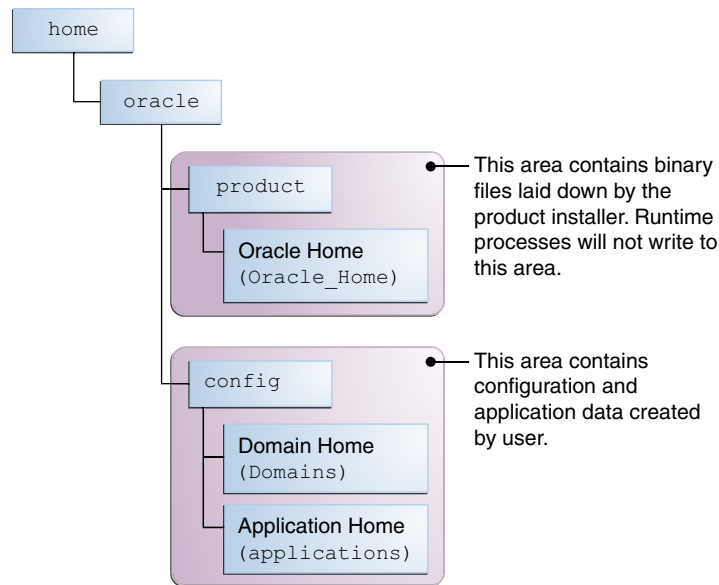 home
oracle
product
Oracle Home
(Oracle_Home)
This area contains binary
files laid down by the
product installer. Runtime
processes will not write to
this area.
config
Domain Home
(Domains)
Application Home
(applications)
This area contains
configuration and
application data created
by user.